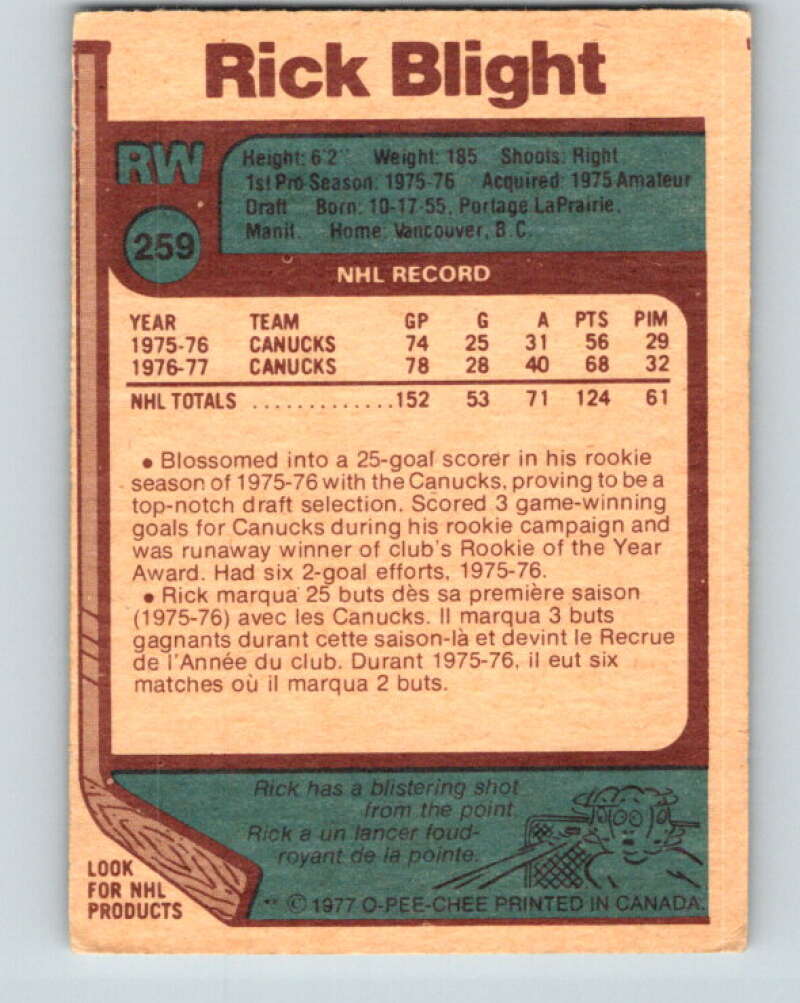 Rick Blight
RW
259
Height: 6'2" Weight: 185 Shoots: Right
1st Pro Season: 1975-76 Acquired: 1975 Amateur
Draft Born: 10-17-55, Portage LaPrairie,
Manit. Home: Vancouver, B.C.
NHL RECORD
YEAR TEAM GP G A PTS PIM
1975-76 CANUCKS 74 25 31 56 29
1976-77 CANUCKS 78 28 40 68 32
NHL TOTALS .............152 53 71 124 61
• Blossomed into a 25-goal scorer in his rookie
season of 1975-76 with the Canucks, proving to be a
top-notch draft selection. Scored 3 game-winning
goals for Canucks during his rookie campaign and
was runaway winner of club's Rookie of the Year
Award. Had six 2-goal efforts, 1975-76.
• Rick marqua 25 buts dès sa première saison
(1975-76) avec les Canucks. Il marqua 3 buts
gagnants durant cette saison-là et devint le Recrue
de l'Année du club. Durant 1975-76, il eut six
matches où il marqua 2 buts.
Rick has a blistering shot
from the point.
Rick a un lancer foud-
royant de la pointe.
LOOK
FOR NHL
PRODUCTS
** © 1977 O-PEE-CHEE PRINTED IN CANADA.